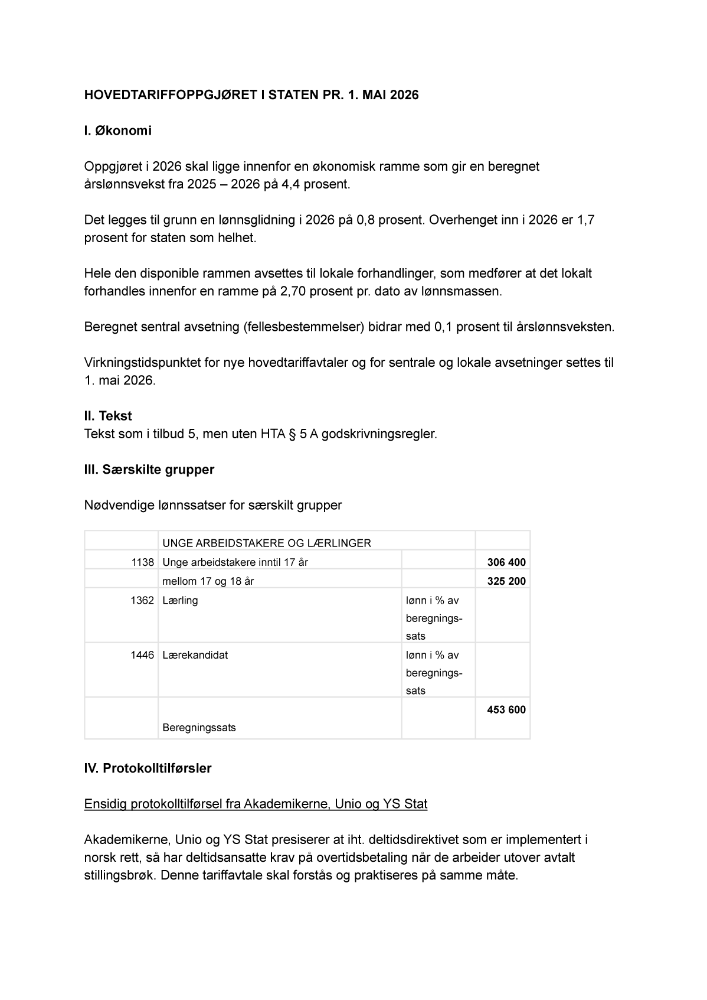 HOVEDTARIFFOPPGJØRET I STATEN PR. 1. MAI 2026
I. Økonomi
Oppgjøret i 2026 skal ligge innenfor en økonomisk ramme som gir en beregnet
årslønnsvekst fra 2025 – 2026 på 4,4 prosent.
Det legges til grunn en lønnsglidning i 2026 på 0,8 prosent. Overhenget inn i 2026 er 1,7
prosent for staten som helhet.
Hele den disponible rammen avsettes til lokale forhandlinger, som medfører at det lokalt
forhandles innenfor en ramme på 2,70 prosent pr. dato av lønnsmassen.
Beregnet sentral avsetning (fellesbestemmelser) bidrar med 0,1 prosent til årslønnsveksten.
Virkningstidspunktet for nye hovedtariffavtaler og for sentrale og lokale avsetninger settes til
1. mai 2026.
II. Tekst
Tekst som i tilbud 5, men uten HTA § 5 A godskrivningsregler.
III. Særskilte grupper
Nødvendige lønnssatser for særskilt grupper
UNGE ARBEIDSTAKERE OG LÆRLINGER
1138 Unge arbeidstakere inntil 17 år 306 400
mellom 17 og 18 år 325 200
1362 Lærling lønn i % av
beregnings-
sats
1446 Lærekandidat lønn i % av
beregnings-
sats
453 600
Beregningssats
IV. Protokolltilførsler
Ensidig protokolltilførsel fra Akademikerne, Unio og YS Stat
Akademikerne, Unio og YS Stat presiserer at iht. deltidsdirektivet som er implementert i
norsk rett, så har deltidsansatte krav på overtidsbetaling når de arbeider utover avtalt
stillingsbrøk. Denne tariffavtale skal forstås og praktiseres på samme måte.